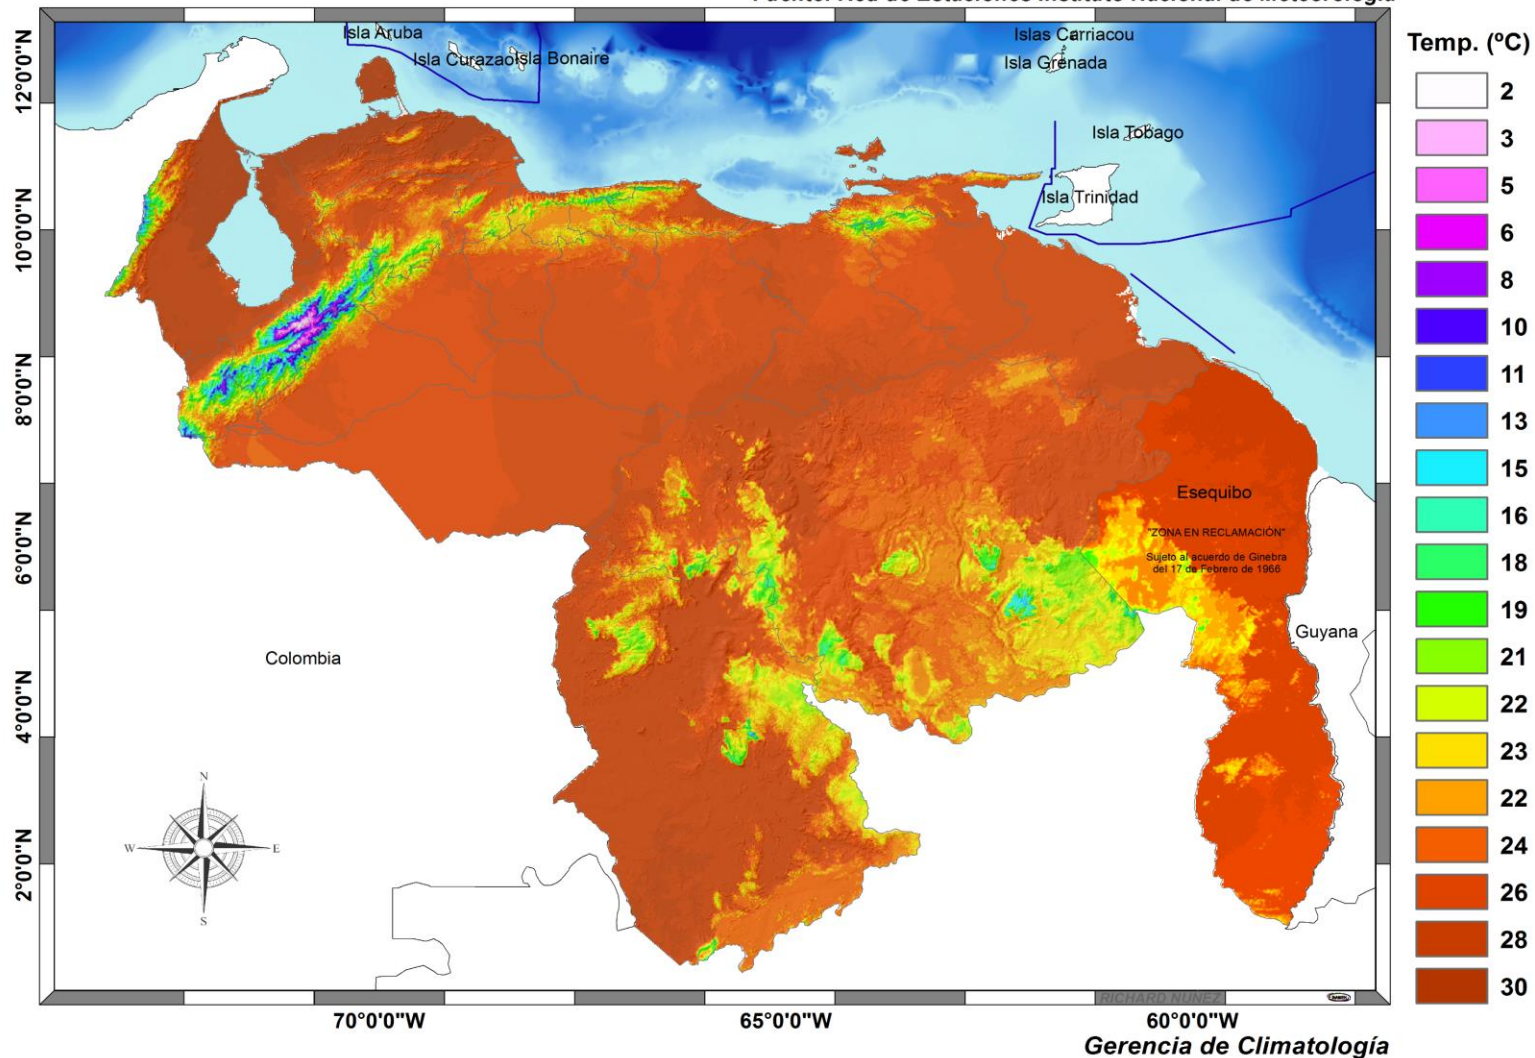 Fuente: Red de Estaciones Instituto Nacional de Meteorología
Isla Aruba
Isla Curazao
Isla Bonaire
Islas Carriacou
Isla Grenada
Isla Tobago
Isla Trinidad
Temp. (ºC)
2
3
5
6
8
10
11
13
15
16
18
19
21
22
23
22
24
26
28
30
12°0'0"N
10°0'0"N
8°0'0"N
6°0'0"N
4°0'0"N
2°0'0"N
Esequibo
"ZONA EN RECLAMACIÓN"
Sujeto al acuerdo de Ginebra
del 17 de Febrero de 1966
Guyana
Colombia
N
W
E
S
RICHARD NUÑEZ
70°0'0"W
65°0'0"W
60°0'0"W
Gerencia de Climatología